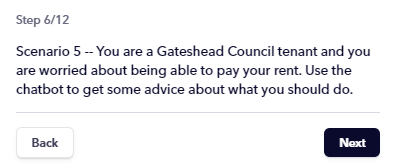 Step 6/12
Scenario 5 -- You are a Gateshead Council tenant and you
are worried about being able to pay your rent. Use the
chatbot to get some advice about what you should do.
Back
Next